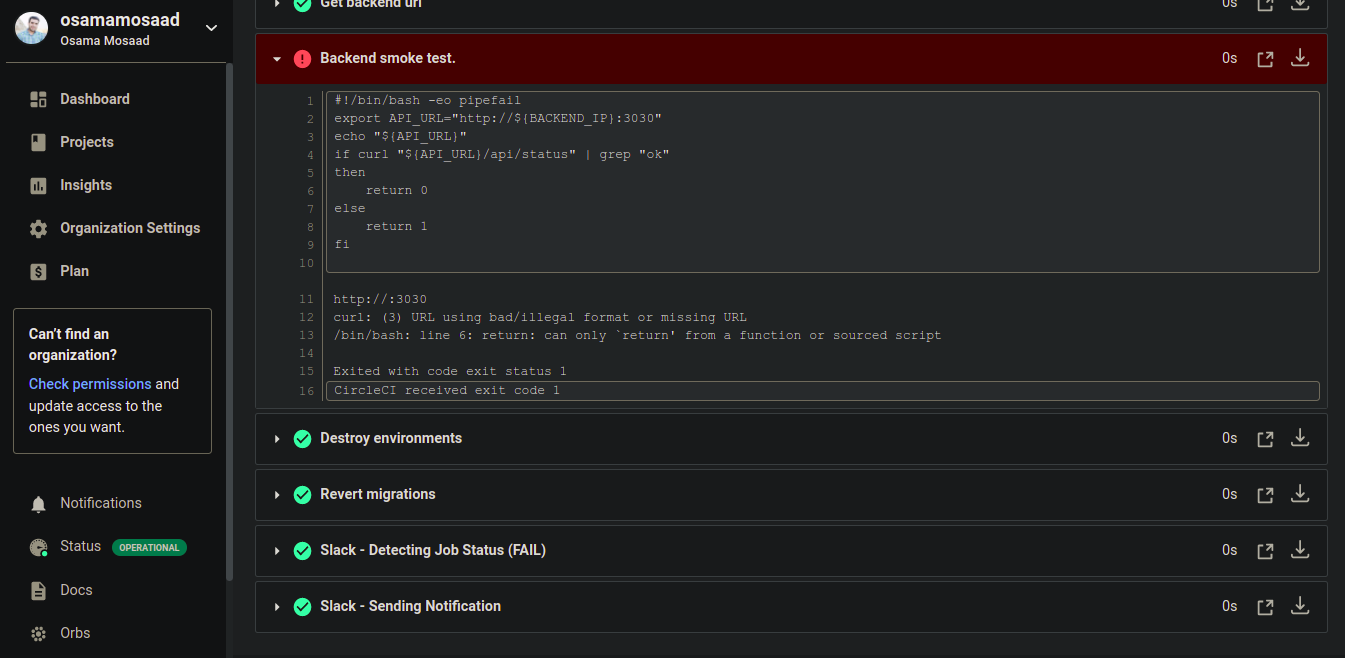 osamamosaad
Osama Mosaad
Dashboard
Projects
Insights
Organization Settings
Plan
Can't find an
organization?
Check permissions and
update access to the
ones you want.
Notifications
Status OPERATIONAL
Docs
Orbs
Get backend url 0s
Backend smoke test. 0s
1 #!/bin/bash -eo pipefail
2 export API_URL="http://${BACKEND_IP}:3030"
3 echo "${API_URL}"
4 if curl "${API_URL}/api/status" | grep "ok"
5 then
6 return 0
7 else
8 return 1
9 fi
10
11 http://:3030
12 curl: (3) URL using bad/illegal format or missing URL
13 /bin/bash: line 6: return: can only `return' from a function or sourced script
14
15 Exited with code exit status 1
16 CircleCI received exit code 1
Destroy environments 0s
Revert migrations 0s
Slack - Detecting Job Status (FAIL) 0s
Slack - Sending Notification 0s